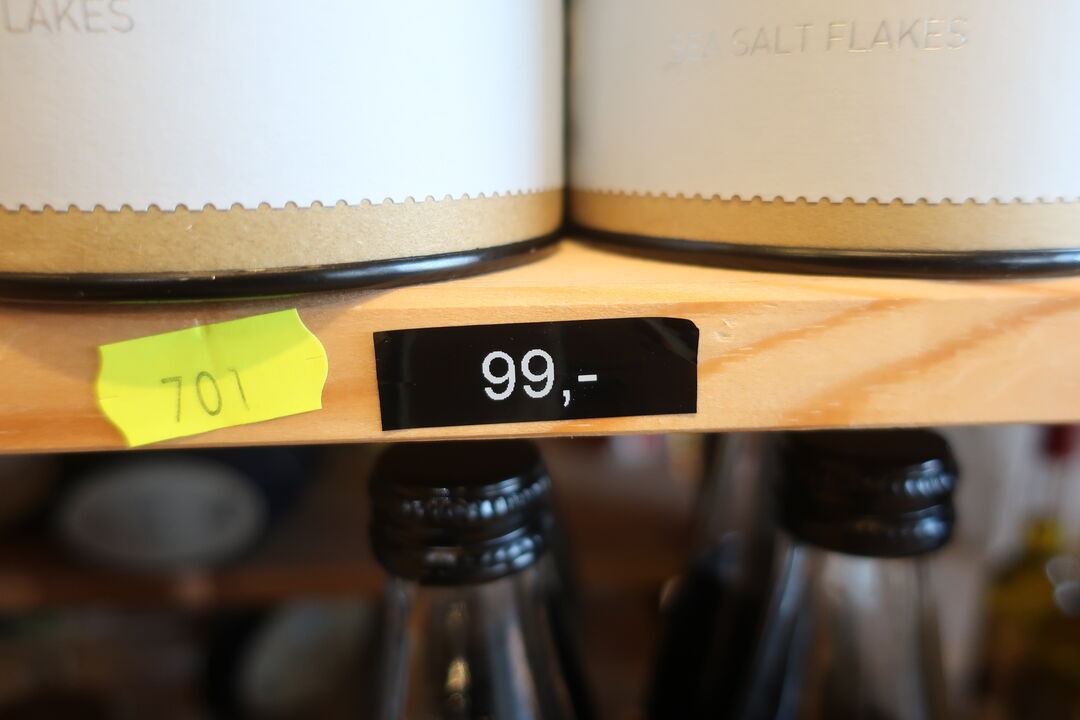 FLAKES
SEA SALT FLAKES
701
99,-